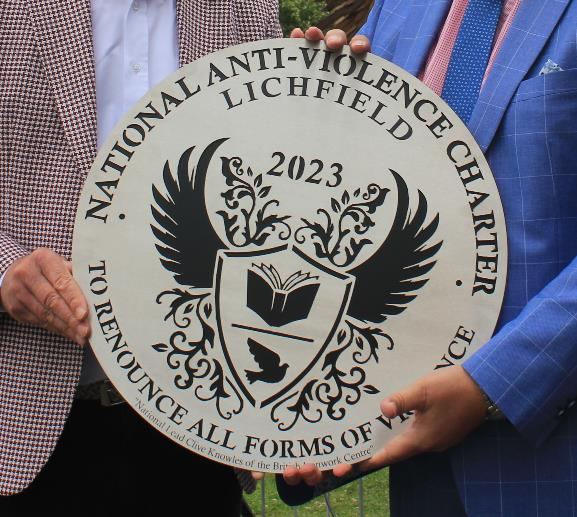 NATIONAL ANTI-VIOLENCE CHARTER
LICHFIELD
2023
TO RENOUNCE ALL FORMS OF
"National Lead Clive Knowles of the British Ironwork Centre"